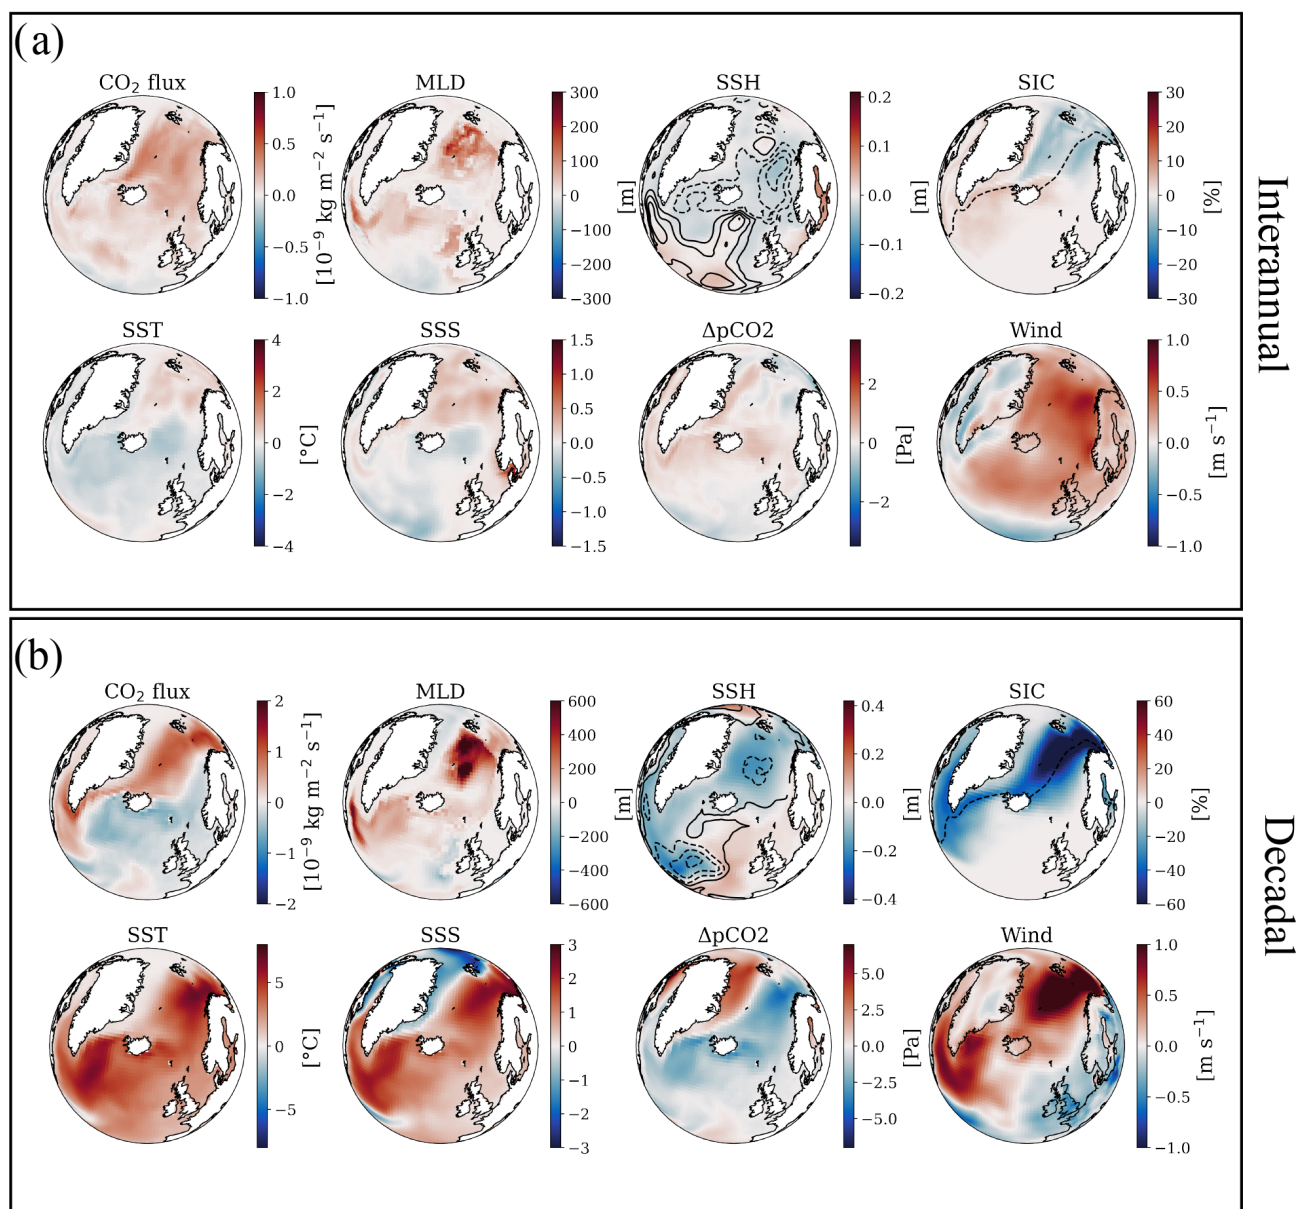 (a)
CO₂ flux
1.0
0.5
0.0
−0.5
−1.0
[10⁻⁹ kg m⁻² s⁻¹]
MLD
300
200
100
0
−100
−200
−300
[m]
SSH
0.2
0.1
0.0
−0.1
−0.2
[m]
SIC
30
20
10
0
−10
−20
−30
[%]
SST
4
2
0
−2
−4
[°C]
SSS
1.5
1.0
0.5
0.0
−0.5
−1.0
−1.5
ΔpCO2
2
0
−2
[Pa]
Wind
1.0
0.5
0.0
−0.5
−1.0
[m s⁻¹]
Interannual
(b)
CO₂ flux
2
1
0
−1
−2
[10⁻⁹ kg m⁻² s⁻¹]
MLD
600
400
200
0
−200
−400
−600
[m]
SSH
0.4
0.2
0.0
−0.2
−0.4
[m]
SIC
60
40
20
0
−20
−40
−60
[%]
SST
5
0
−5
[°C]
SSS
3
2
1
0
−1
−2
−3
ΔpCO2
5.0
2.5
0.0
−2.5
−5.0
[Pa]
Wind
1.0
0.5
0.0
−0.5
−1.0
[m s⁻¹]
Decadal